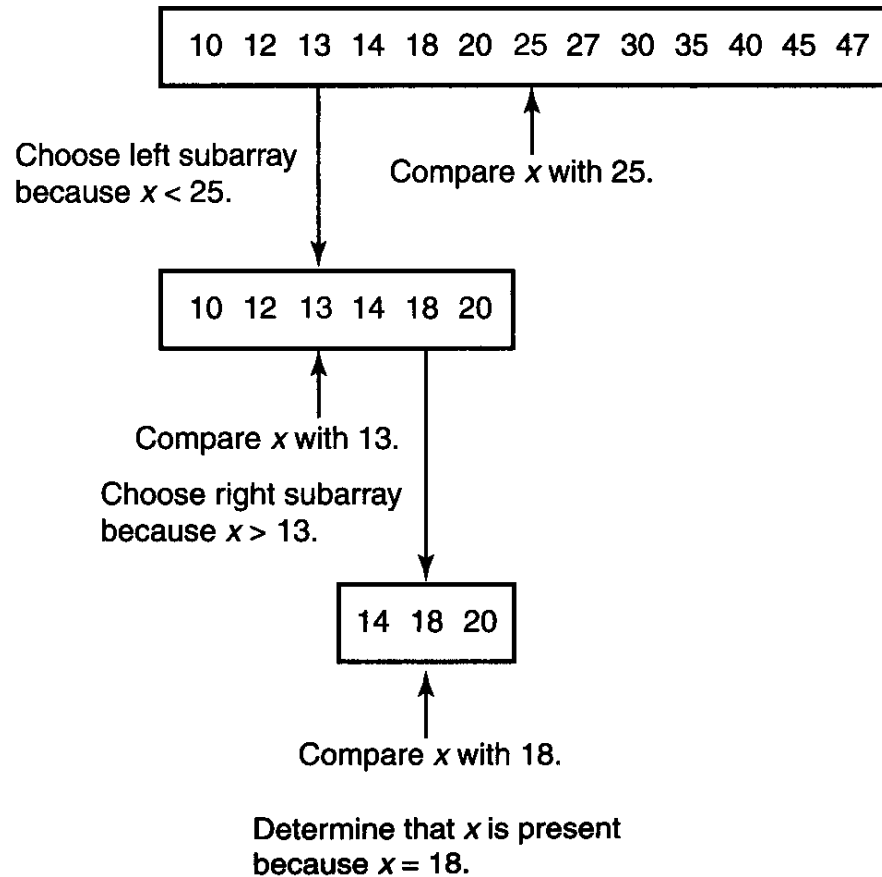 10 12 13 14 18 20 25 27 30 35 40 45 47
Choose left subarray
because x < 25.
Compare x with 25.
10 12 13 14 18 20
Compare x with 13.
Choose right subarray
because x > 13.
14 18 20
Compare x with 18.
Determine that x is present
because x = 18.